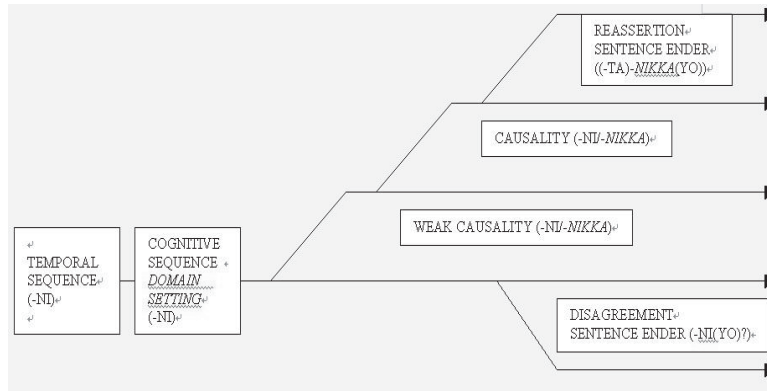 REASSERTION
SENTENCE ENDER
((-TA)-NIKKA(YO))
CAUSALITY (-NI/-NIKKA)
WEAK CAUSALITY (-NI/-NIKKA)
TEMPORAL
SEQUENCE
(-NI)
COGNITIVE
SEQUENCE
DOMAIN
SETTING
(-NI)
DISAGREEMENT
SENTENCE ENDER (-NI(YO)?)